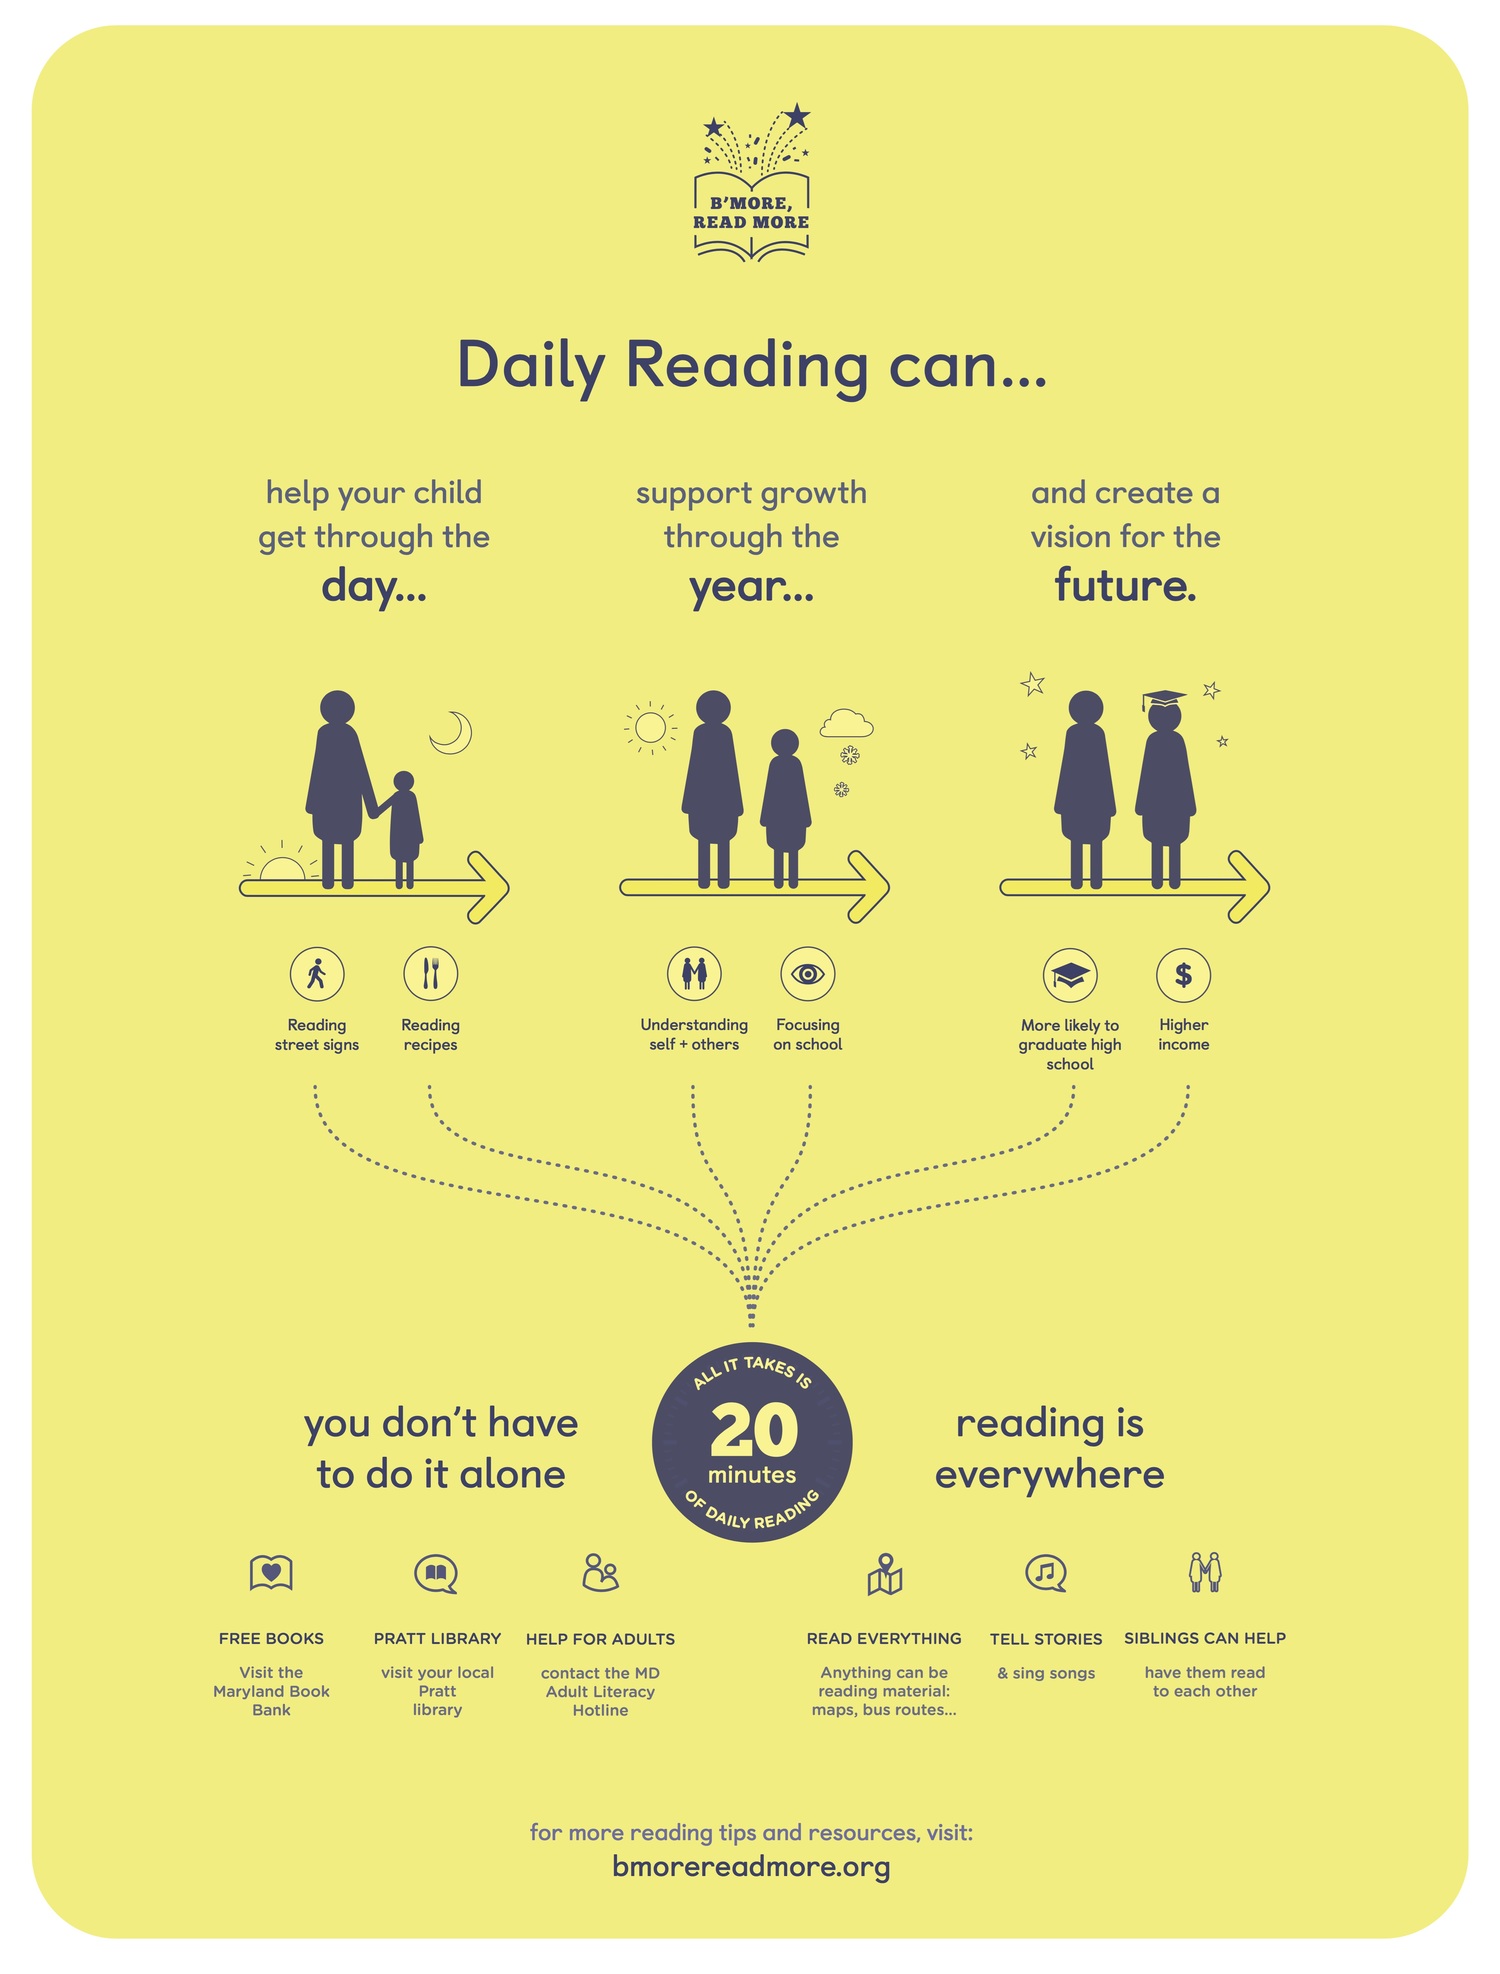 B'MORE,
READ MORE
Daily Reading can...
help your child
get through the
day...
support growth
through the
year...
and create a
vision for the
future.
Reading
street signs
Reading
recipes
Understanding
self + others
Focusing
on school
More likely to
graduate high
school
Higher
income
$
you don't have
to do it alone
ALL IT TAKES IS
20
minutes
OF DAILY READING
reading is
everywhere
FREE BOOKS
Visit the
Maryland Book
Bank
PRATT LIBRARY
visit your local
Pratt
library
HELP FOR ADULTS
contact the MD
Adult Literacy
Hotline
READ EVERYTHING
Anything can be
reading material:
maps, bus routes...
TELL STORIES
& sing songs
SIBLINGS CAN HELP
have them read
to each other
for more reading tips and resources, visit:
bmorereadmore.org